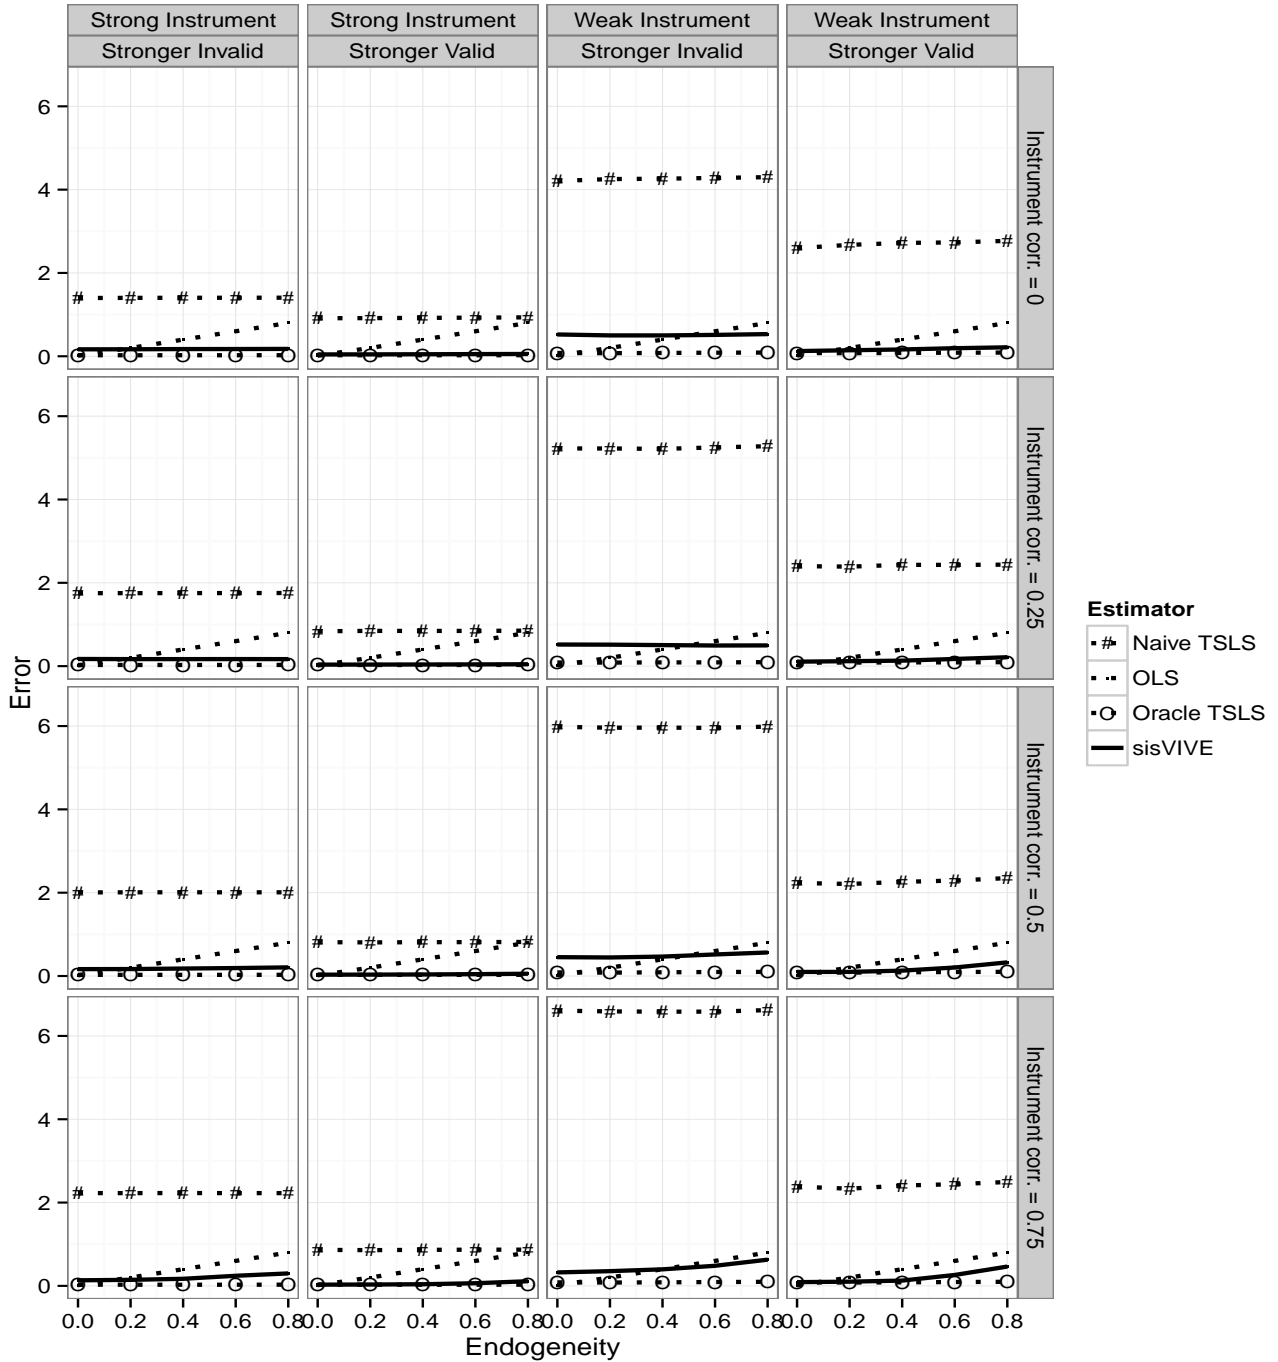 Strong Instrument Strong Instrument Weak Instrument Weak Instrument
Stronger Invalid Stronger Valid Stronger Invalid Stronger Valid
6
4
2
0
Instrument corr. = 0
6
4
2
0
Instrument corr. = 0.25
6
4
2
0
Instrument corr. = 0.5
6
4
2
0
Instrument corr. = 0.75
Error
0.0 0.2 0.4 0.6 0.8 0.0 0.2 0.4 0.6 0.8 0.0 0.2 0.4 0.6 0.8 0.0 0.2 0.4 0.6 0.8
Endogeneity
Estimator
# Naive TSLS
OLS
Oracle TSLS
sisVIVE